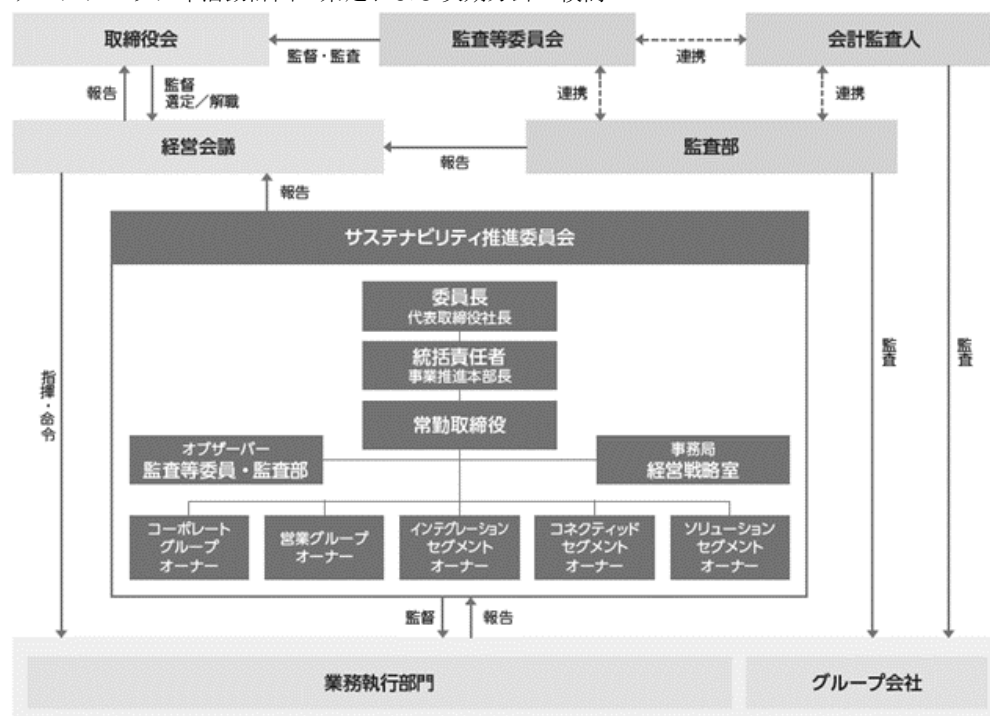 取締役会
監査等委員会
会計監査人
監督・監査
連携
報告
監督
選定／解職
連携
連携
経営会議
監査部
報告
報告
サステナビリティ推進委員会
委員長
代表取締役社長
統括責任者
事業推進本部長
常勤取締役
オブザーバー
監査等委員・監査部
事務局
経営戦略室
コーポレート
グループ
オーナー
営業グループ
オーナー
インテグレーション
セグメント
オーナー
コネクティッド
セグメント
オーナー
ソリューション
セグメント
オーナー
指揮・命令
監査
監査
監督
報告
業務執行部門
グループ会社